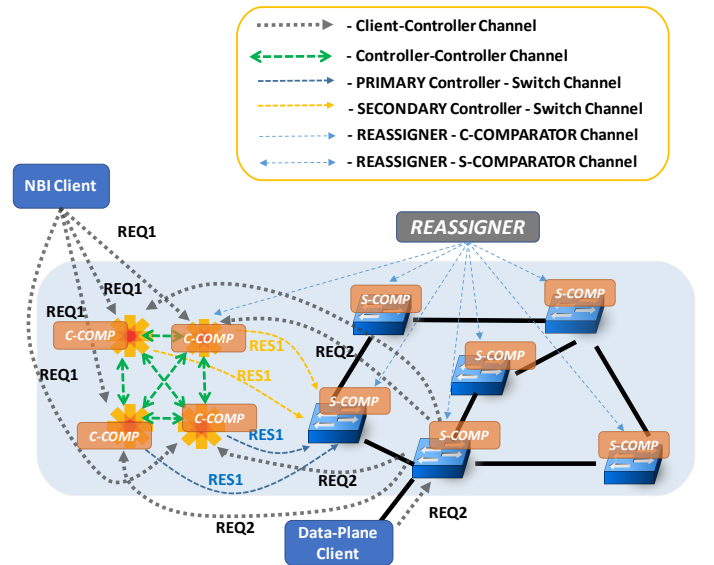 - Client-Controller Channel
- Controller-Controller Channel
- PRIMARY Controller - Switch Channel
- SECONDARY Controller - Switch Channel
- REASSIGNER - C-COMPARATOR Channel
- REASSIGNER - S-COMPARATOR Channel
NBI Client
REQ1
REASSIGNER
REQ1
REQ1
REQ1
S-COMP
S-COMP
C-COMP
C-COMP
RES1
REQ2
S-COMP
RES1
S-COMP
C-COMP
C-COMP
RES1
S-COMP
S-COMP
RES1
REQ2
REQ2
REQ2
Data-Plane
Client